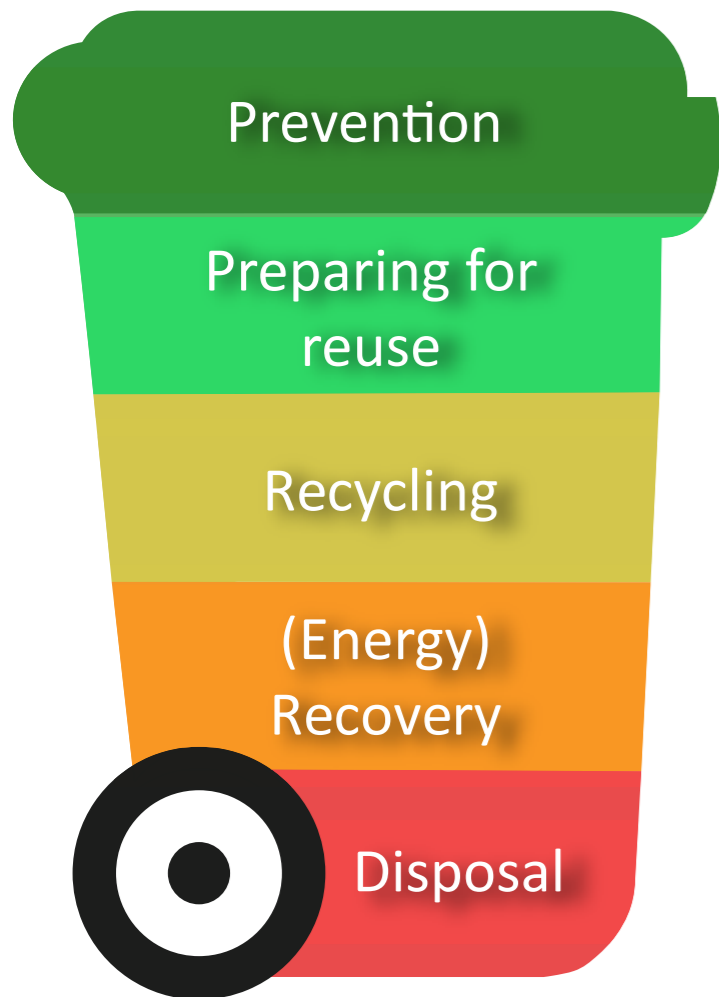 Prevention
Preparing for
reuse
Recycling
(Energy)
Recovery
Disposal